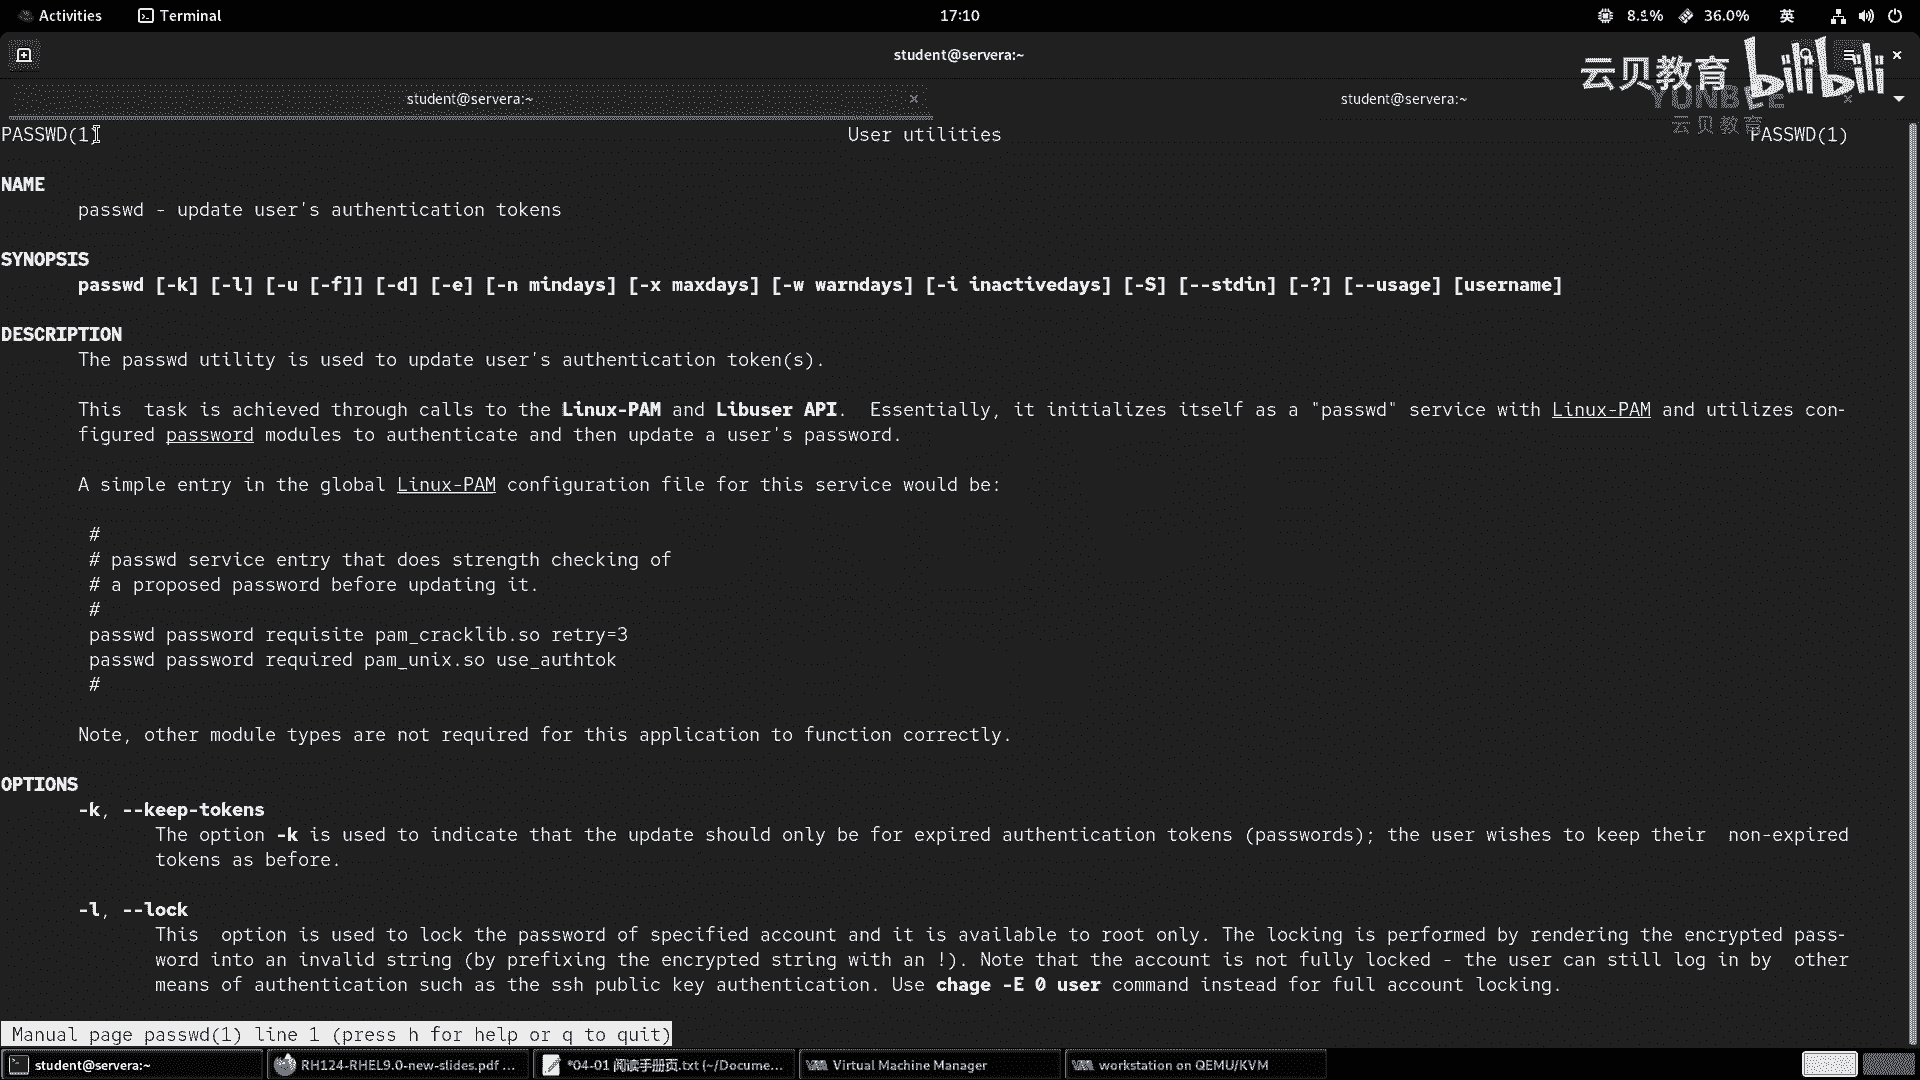 Activities Terminal 17:10 8.1% 36.0% 英
student@servera:~
云贝教育 bilibili
student@servera:~ student@servera:~
YUNBEE
云贝教育
PASSWD(1) User utilities PASSWD(1)
NAME
passwd - update user's authentication tokens
SYNOPSIS
passwd [-k] [-l] [-u [-f]] [-d] [-e] [-n mindays] [-x maxdays] [-w warndays] [-i inactivedays] [-S] [--stdin] [-?] [--usage] [username]
DESCRIPTION
The passwd utility is used to update user's authentication token(s).
This task is achieved through calls to the Linux-PAM and Libuser API. Essentially, it initializes itself as a "passwd" service with Linux-PAM and utilizes con-
figured password modules to authenticate and then update a user's password.
A simple entry in the global Linux-PAM configuration file for this service would be:
#
# passwd service entry that does strength checking of
# a proposed password before updating it.
#
passwd password requisite pam_cracklib.so retry=3
passwd password required pam_unix.so use_authtok
#
Note, other module types are not required for this application to function correctly.
OPTIONS
-k, --keep-tokens
The option -k is used to indicate that the update should only be for expired authentication tokens (passwords); the user wishes to keep their non-expired
tokens as before.
-l, --lock
This option is used to lock the password of specified account and it is available to root only. The locking is performed by rendering the encrypted pass-
word into an invalid string (by prefixing the encrypted string with an !). Note that the account is not fully locked - the user can still log in by other
means of authentication such as the ssh public key authentication. Use chage -E 0 user command instead for full account locking.
Manual page passwd(1) line 1 (press h for help or q to quit)
student@servera:~ RH124-RHEL9.0-new-slides.pdf ... *04-01 阅读手册页.txt (~/Docume... Virtual Machine Manager workstation on QEMU/KVM